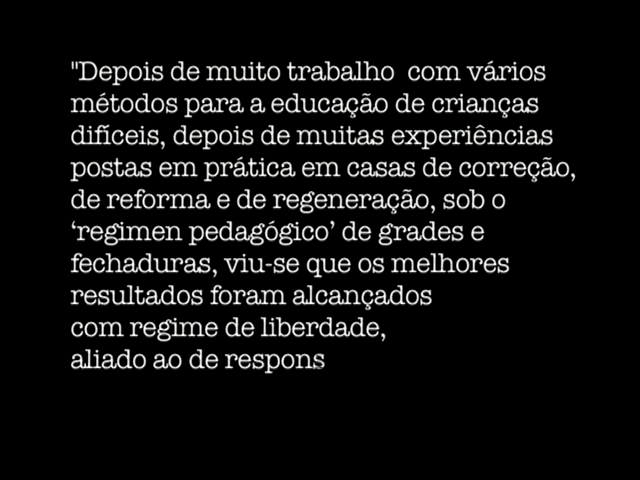 "Depois de muito trabalho  com vários
métodos para a educação de crianças
difíceis, depois de muitas experiências
postas em prática em casas de correção,
de reforma e de regeneração, sob o
‘regimen pedagógico’ de grades e
fechaduras, viu-se que os melhores
resultados foram alcançados
com regime de liberdade,
aliado ao de respons